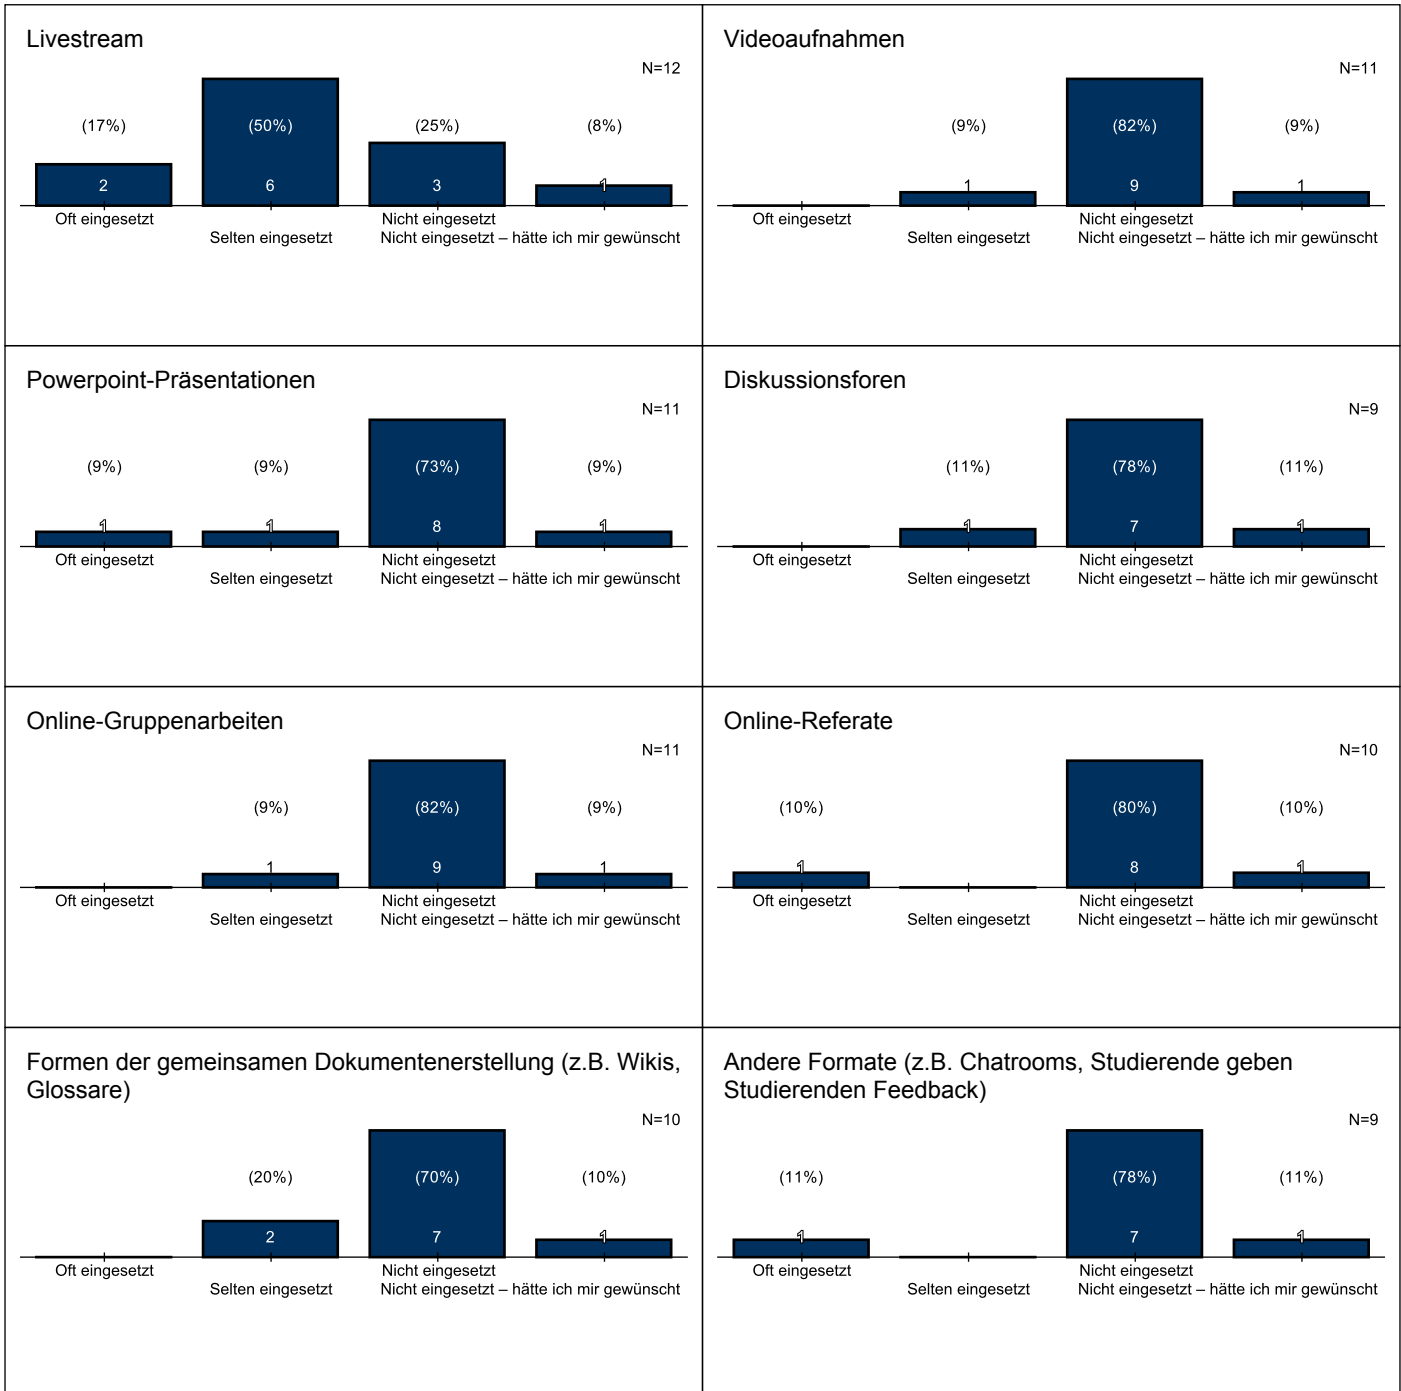 Livestream
N=12
(17%) (50%) (25%) (8%)
2 6 3 1
Oft eingesetzt Nicht eingesetzt
Selten eingesetzt Nicht eingesetzt – hätte ich mir gewünscht
Videoaufnahmen
N=11
(9%) (82%) (9%)
1 9 1
Oft eingesetzt Nicht eingesetzt
Selten eingesetzt Nicht eingesetzt – hätte ich mir gewünscht
Powerpoint-Präsentationen
N=11
(9%) (9%) (73%) (9%)
1 1 8 1
Oft eingesetzt Nicht eingesetzt
Selten eingesetzt Nicht eingesetzt – hätte ich mir gewünscht
Diskussionsforen
N=9
(11%) (78%) (11%)
1 7 1
Oft eingesetzt Nicht eingesetzt
Selten eingesetzt Nicht eingesetzt – hätte ich mir gewünscht
Online-Gruppenarbeiten
N=11
(9%) (82%) (9%)
1 9 1
Oft eingesetzt Nicht eingesetzt
Selten eingesetzt Nicht eingesetzt – hätte ich mir gewünscht
Online-Referate
N=10
(10%) (80%) (10%)
1 8 1
Oft eingesetzt Nicht eingesetzt
Selten eingesetzt Nicht eingesetzt – hätte ich mir gewünscht
Formen der gemeinsamen Dokumentenerstellung (z.B. Wikis,
Glossare)
N=10
(20%) (70%) (10%)
2 7 1
Oft eingesetzt Nicht eingesetzt
Selten eingesetzt Nicht eingesetzt – hätte ich mir gewünscht
Andere Formate (z.B. Chatrooms, Studierende geben
Studierenden Feedback)
N=9
(11%) (78%) (11%)
1 7 1
Oft eingesetzt Nicht eingesetzt
Selten eingesetzt Nicht eingesetzt – hätte ich mir gewünscht